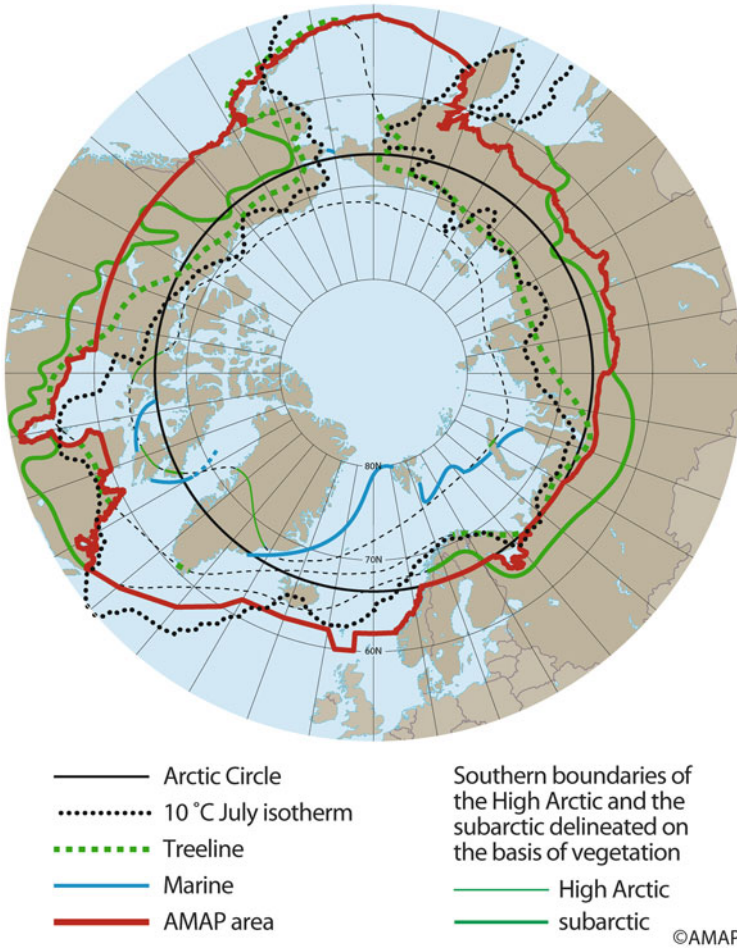 80N
70N
60N
Arctic Circle
10 ˚C July isotherm
Treeline
Marine
AMAP area
Southern boundaries of
the High Arctic and the
subarctic delineated on
the basis of vegetation
High Arctic
subarctic
©AMAP